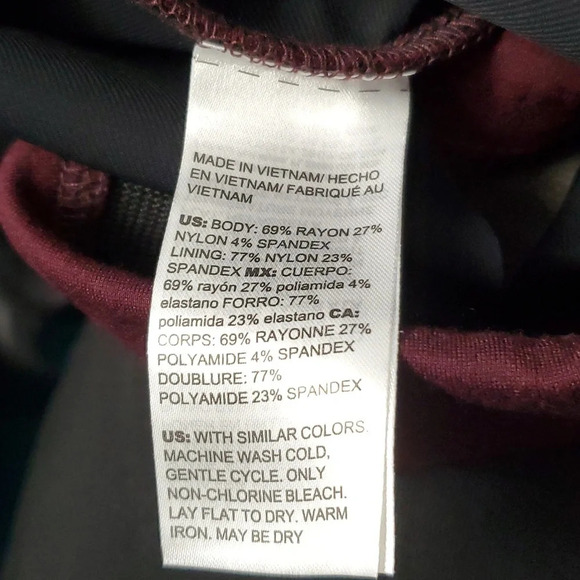 MADE IN VIETNAM/ HECHO
EN VIETNAM/ FABRIQUÉ AU
VIETNAM
US: BODY: 69% RAYON 27%
NYLON 4% SPANDEX
LINING: 77% NYLON 23%
SPANDEX MX: CUERPO:
69% rayón 27% poliamida 4%
elastano FORRO: 77%
poliamida 23% elastano CA:
CORPS: 69% RAYONNE 27%
POLYAMIDE 4% SPANDEX
DOUBLURE: 77%
POLYAMIDE 23% SPANDEX
US: WITH SIMILAR COLORS.
MACHINE WASH COLD,
GENTLE CYCLE. ONLY
NON-CHLORINE BLEACH.
LAY FLAT TO DRY. WARM
IRON. MAY BE DRY